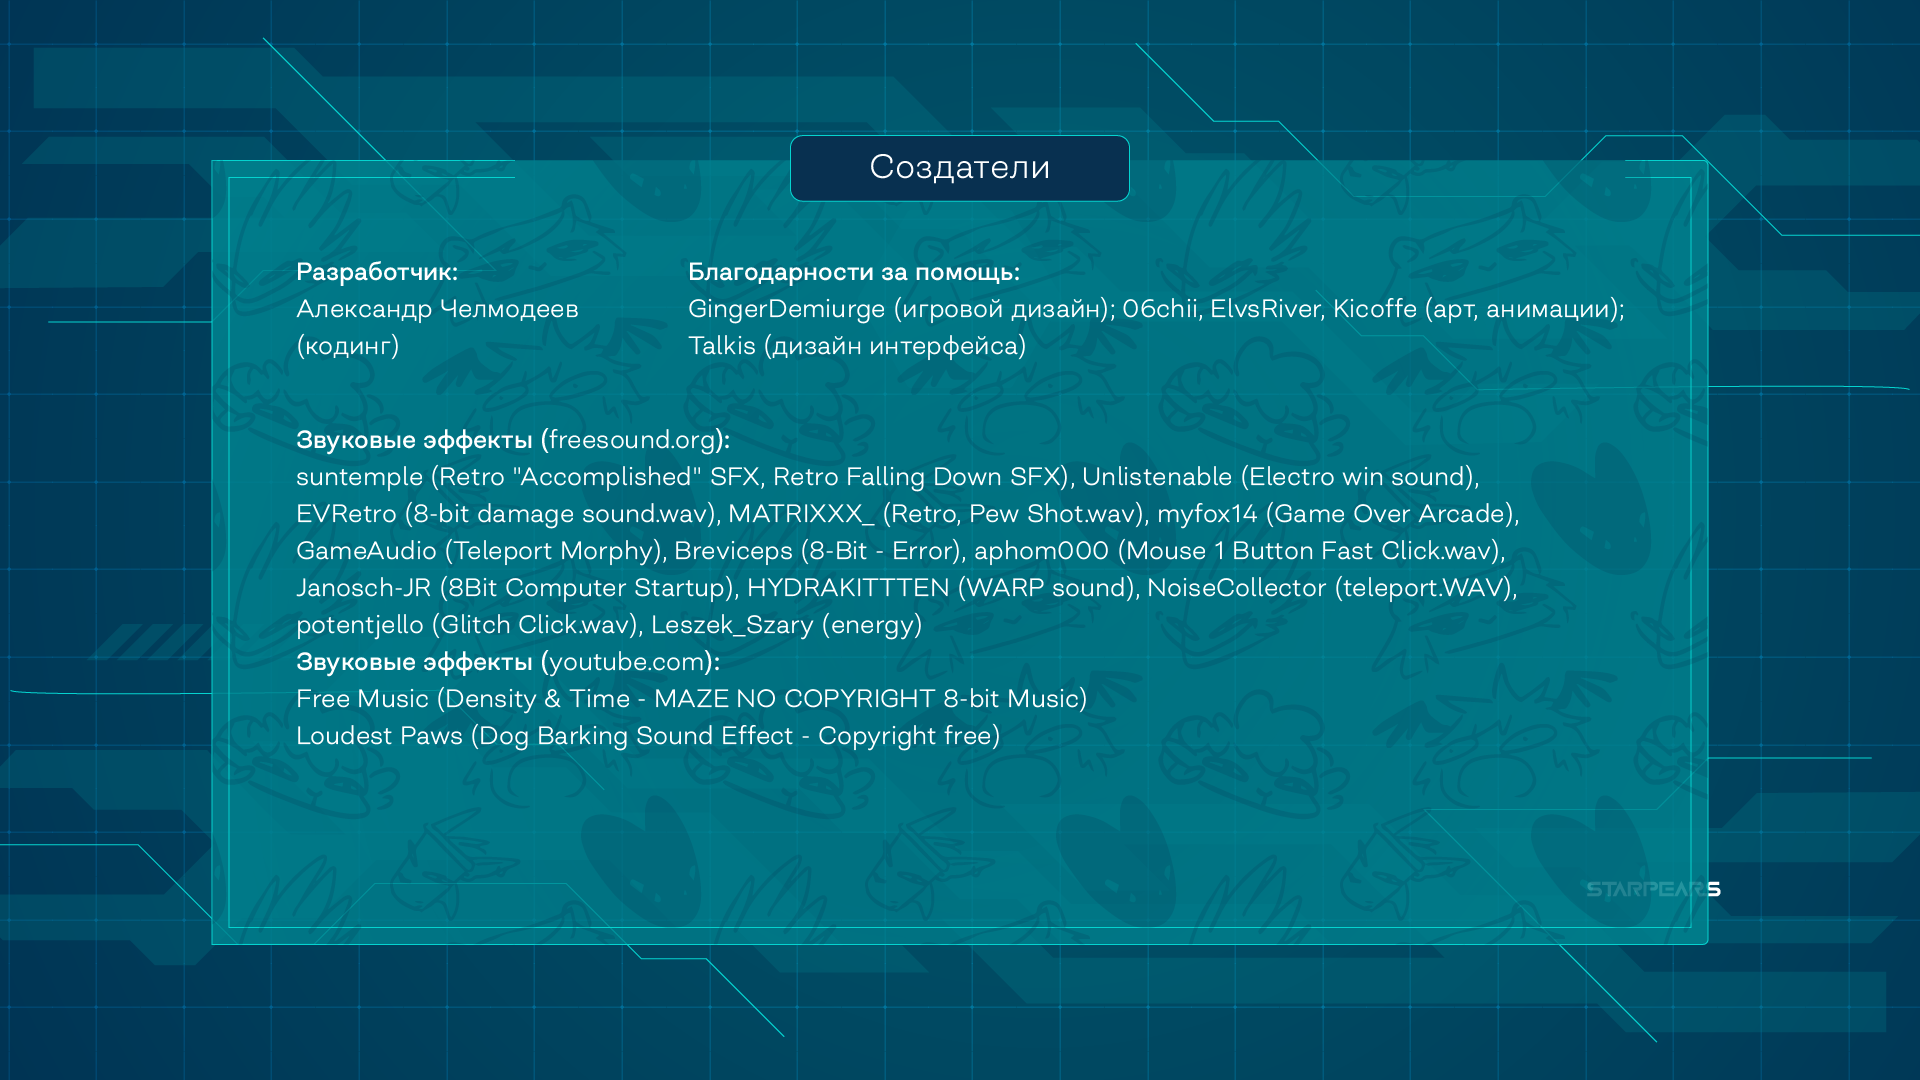 Создатели
Разработчик:
Александр Челмодеев
(кодинг)
Благодарности за помощь:
GingerDemiurge (игровой дизайн); 06chii, ElvsRiver, Kicoffe (арт, анимации);
Talkis (дизайн интерфейса)
Звуковые эффекты (freesound.org):
suntemple (Retro "Accomplished" SFX, Retro Falling Down SFX), Unlistenable (Electro win sound),
EVRetro (8-bit damage sound.wav), MATRIXXX_ (Retro, Pew Shot.wav), myfox14 (Game Over Arcade),
GameAudio (Teleport Morphy), Breviceps (8-Bit - Error), aphom000 (Mouse 1 Button Fast Click.wav),
Janosch-JR (8Bit Computer Startup), HYDRAKITTTEN (WARP sound), NoiseCollector (teleport.WAV),
potentjello (Glitch Click.wav), Leszek_Szary (energy)
Звуковые эффекты (youtube.com):
Free Music (Density & Time - MAZE NO COPYRIGHT 8-bit Music)
Loudest Paws (Dog Barking Sound Effect - Copyright free)
STARPEARS